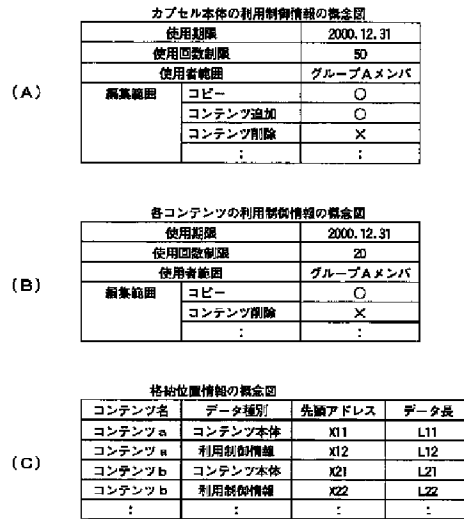 カプセル本体の利用制御情報の概念図
使用期限 2000.12.31
使用回数制限 50
使用者範囲 グループAメンバ
(A)
編集範囲 コピー ○
コンテンツ追加 ○
コンテンツ削除 ×
: :
各コンテンツの利用制御情報の概念図
使用期限 2000.12.31
使用回数制限 20
使用者範囲 グループAメンバ
(B)
編集範囲 コピー ○
コンテンツ削除 ×
: :
格納位置情報の概念図
コンテンツ名 データ種別 先頭アドレス データ長
コンテンツa コンテンツ本体 X11 L11
コンテンツa 利用制御情報 X12 L12
(C)
コンテンツb コンテンツ本体 X21 L21
コンテンツb 利用制御情報 X22 L22
: : : :